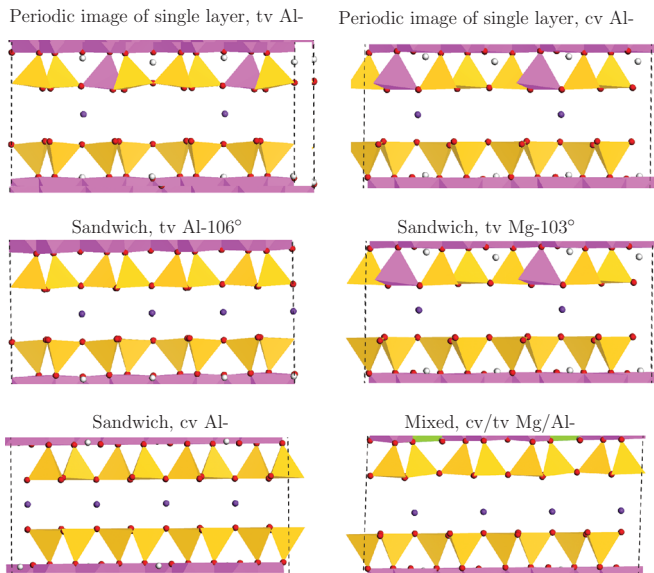 Periodic image of single layer, tv Al-
Periodic image of single layer, cv Al-
Sandwich, tv Al-106°
Sandwich, tv Mg-103°
Sandwich, cv Al-
Mixed, cv/tv Mg/Al-